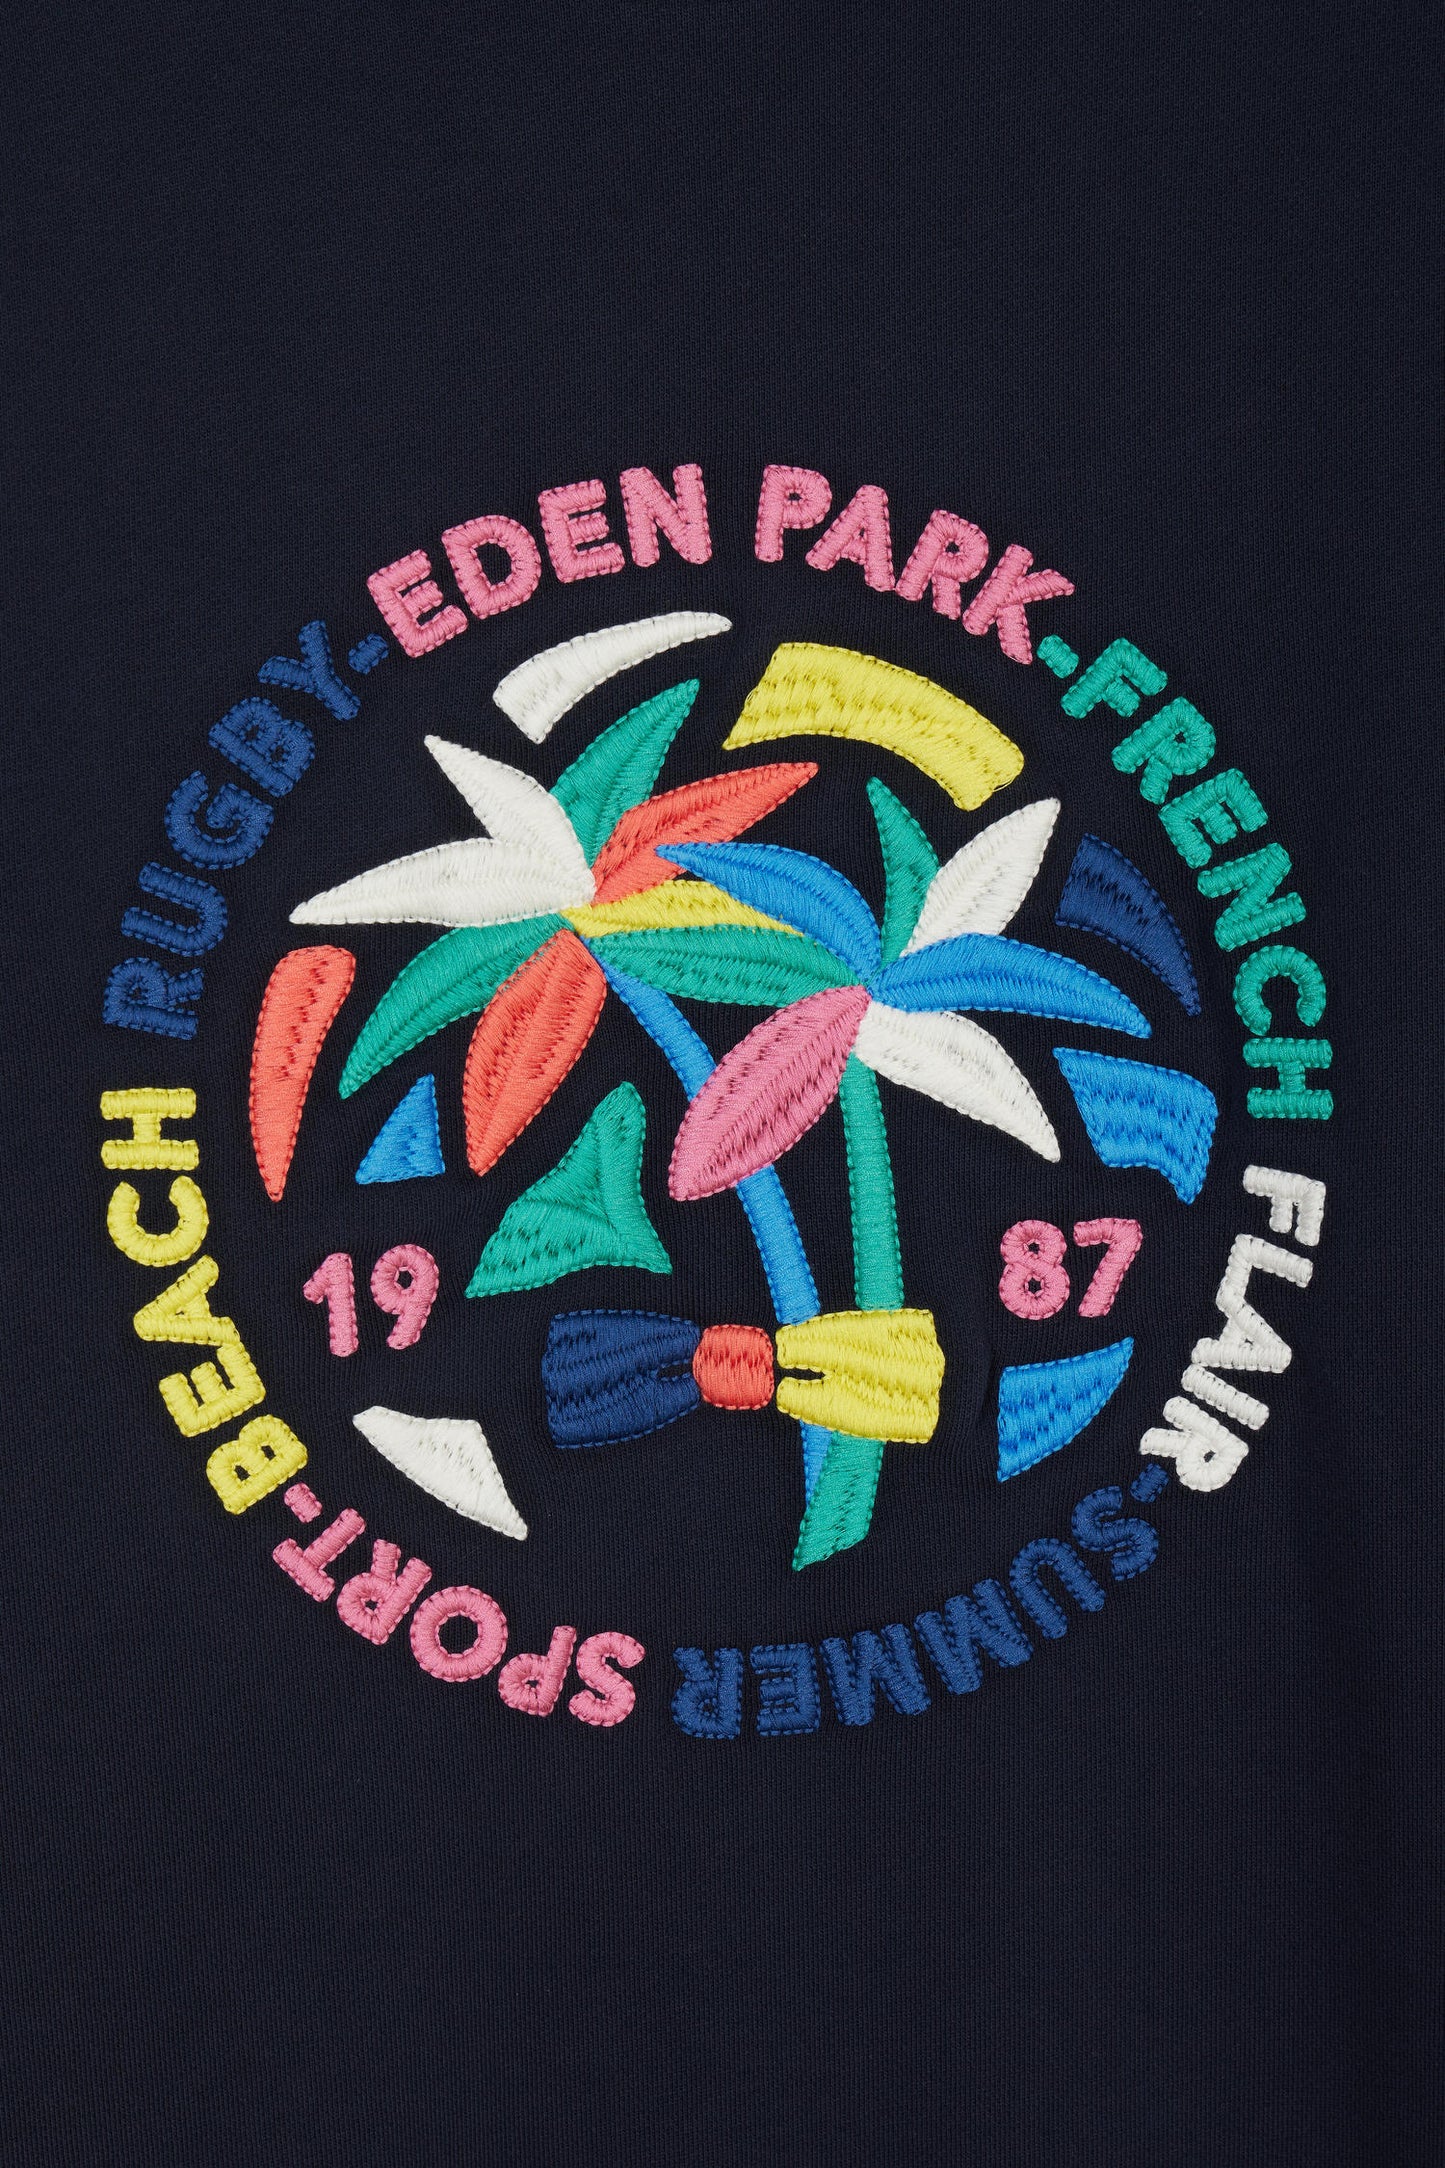 EDEN PARK-FRENCH FLAIR-SUMMER SPORT-BEACH RUGBY-
19 87